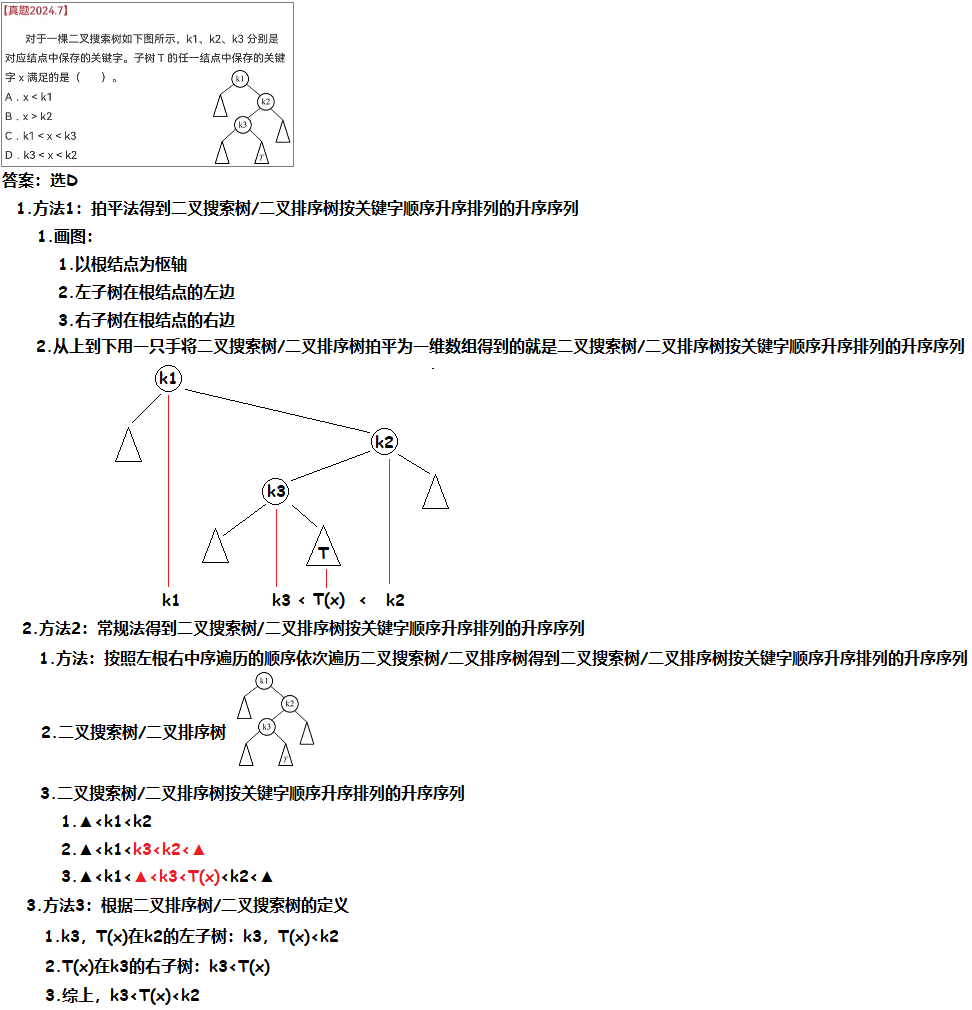 【真题2024.7】
对于一棵二叉搜索树如下图所示，k1、k2、k3 分别是
对应结点中保存的关键字。子树 T 的任一结点中保存的关键
字 x 满足的是（　　）。
A．x < k1
B．x > k2
C．k1 < x < k3
D．k3 < x < k2
k1
k2
k3
T
答案：选D
1.方法1：拍平法得到二叉搜索树/二叉排序树按关键字顺序升序排列的升序序列
1.画图：
1.以根结点为枢轴
2.左子树在根结点的左边
3.右子树在根结点的右边
2.从上到下用一只手将二叉搜索树/二叉排序树拍平为一维数组得到的就是二叉搜索树/二叉排序树按关键字顺序升序排列的升序序列
k1
k2
k3
T
k1 k3 < T(x) < k2
2.方法2：常规法得到二叉搜索树/二叉排序树按关键字顺序升序排列的升序序列
1.方法：按照左根右中序遍历的顺序依次遍历二叉搜索树/二叉排序树得到二叉搜索树/二叉排序树按关键字顺序升序排列的升序序列
k1
k2
k3
T
2.二叉搜索树/二叉排序树
3.二叉搜索树/二叉排序树按关键字顺序升序排列的升序序列
1.▲<k1<k2
2.▲<k1<k3<k2<▲
3.▲<k1<▲<k3<T(x)<k2<▲
3.方法3：根据二叉排序树/二叉搜索树的定义
1.k3，T(x)在k2的左子树：k3，T(x)<k2
2.T(x)在k3的右子树：k3<T(x)
3.综上，k3<T(x)<k2